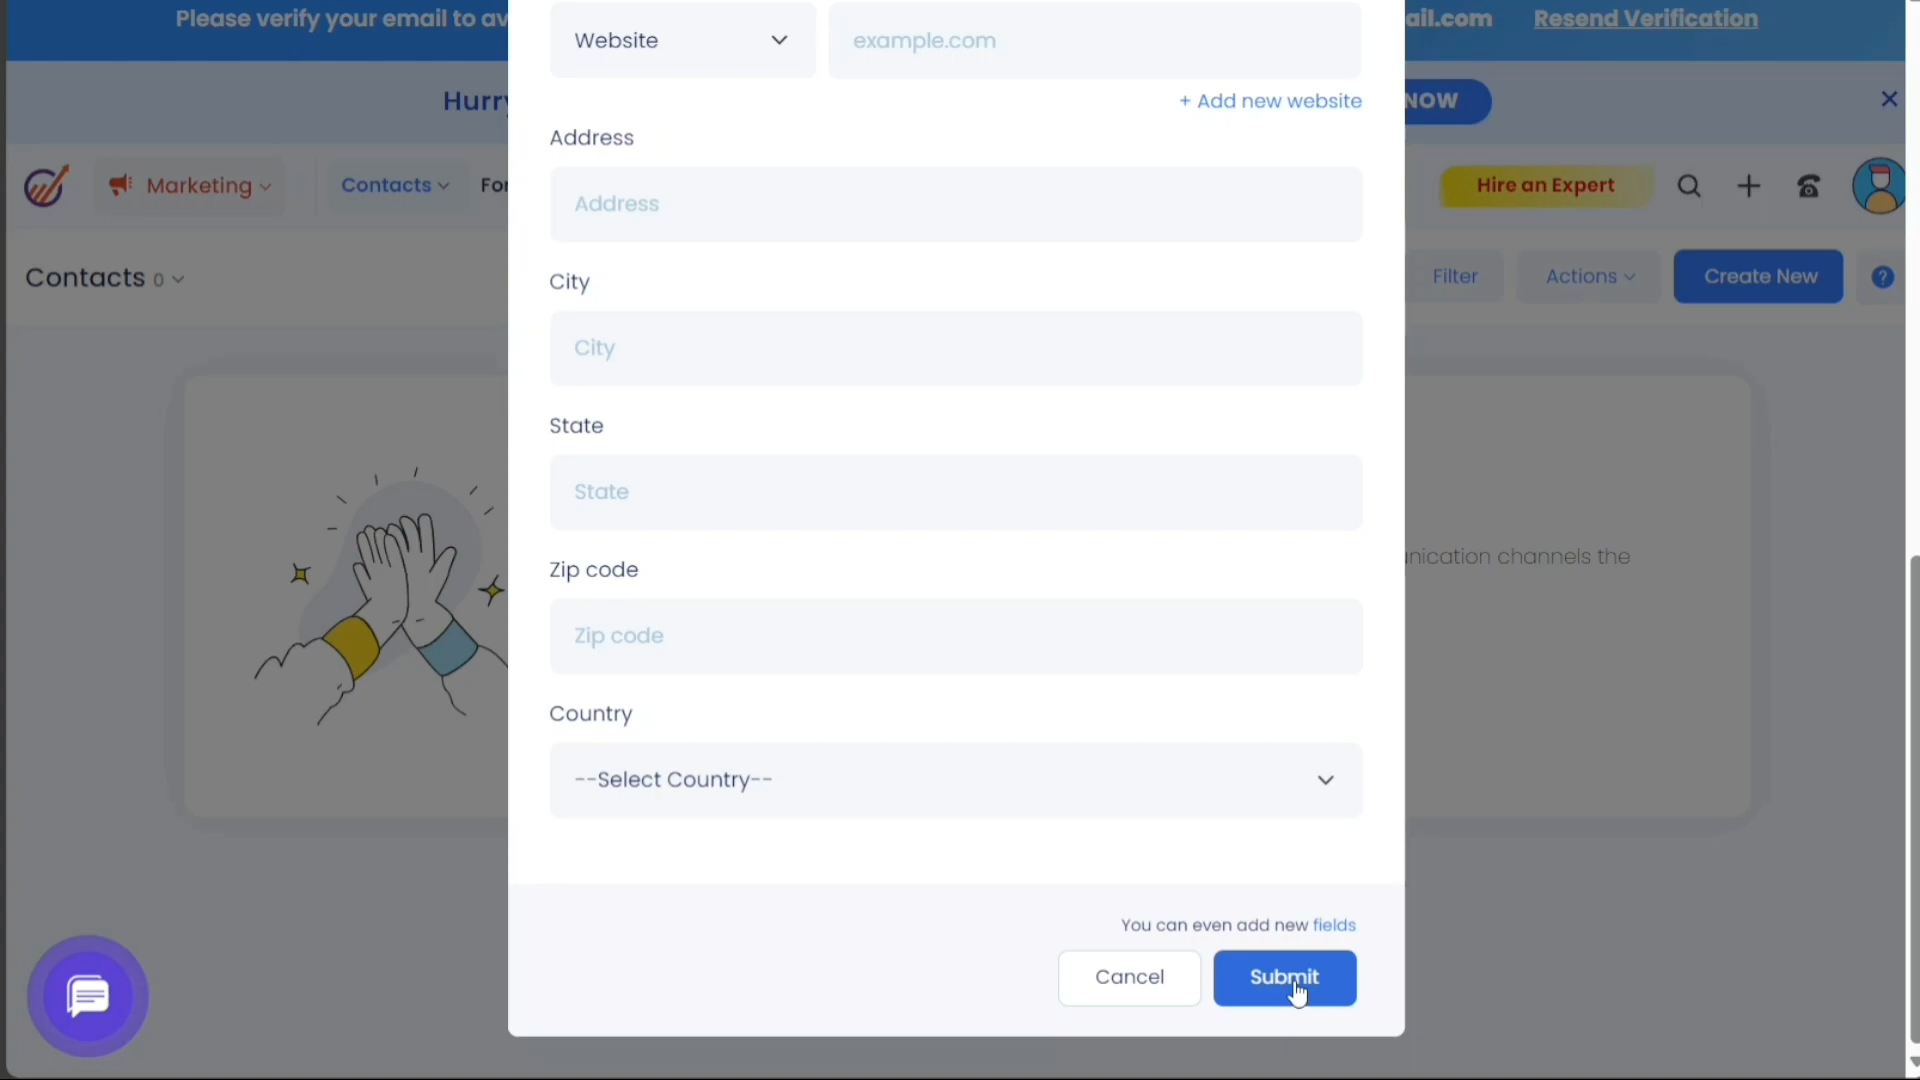 Please verify your email to av
ail.com Resend Verification
Website example.com
Hurry
NOW
+ Add new website
Address
Marketing Contacts For
Hire an Expert
Address
Contacts 0
Filter Actions Create New ?
City
City
State
State
unication channels the
Zip code
Zip code
Country
--Select Country--
You can even add new fields
Cancel Submit